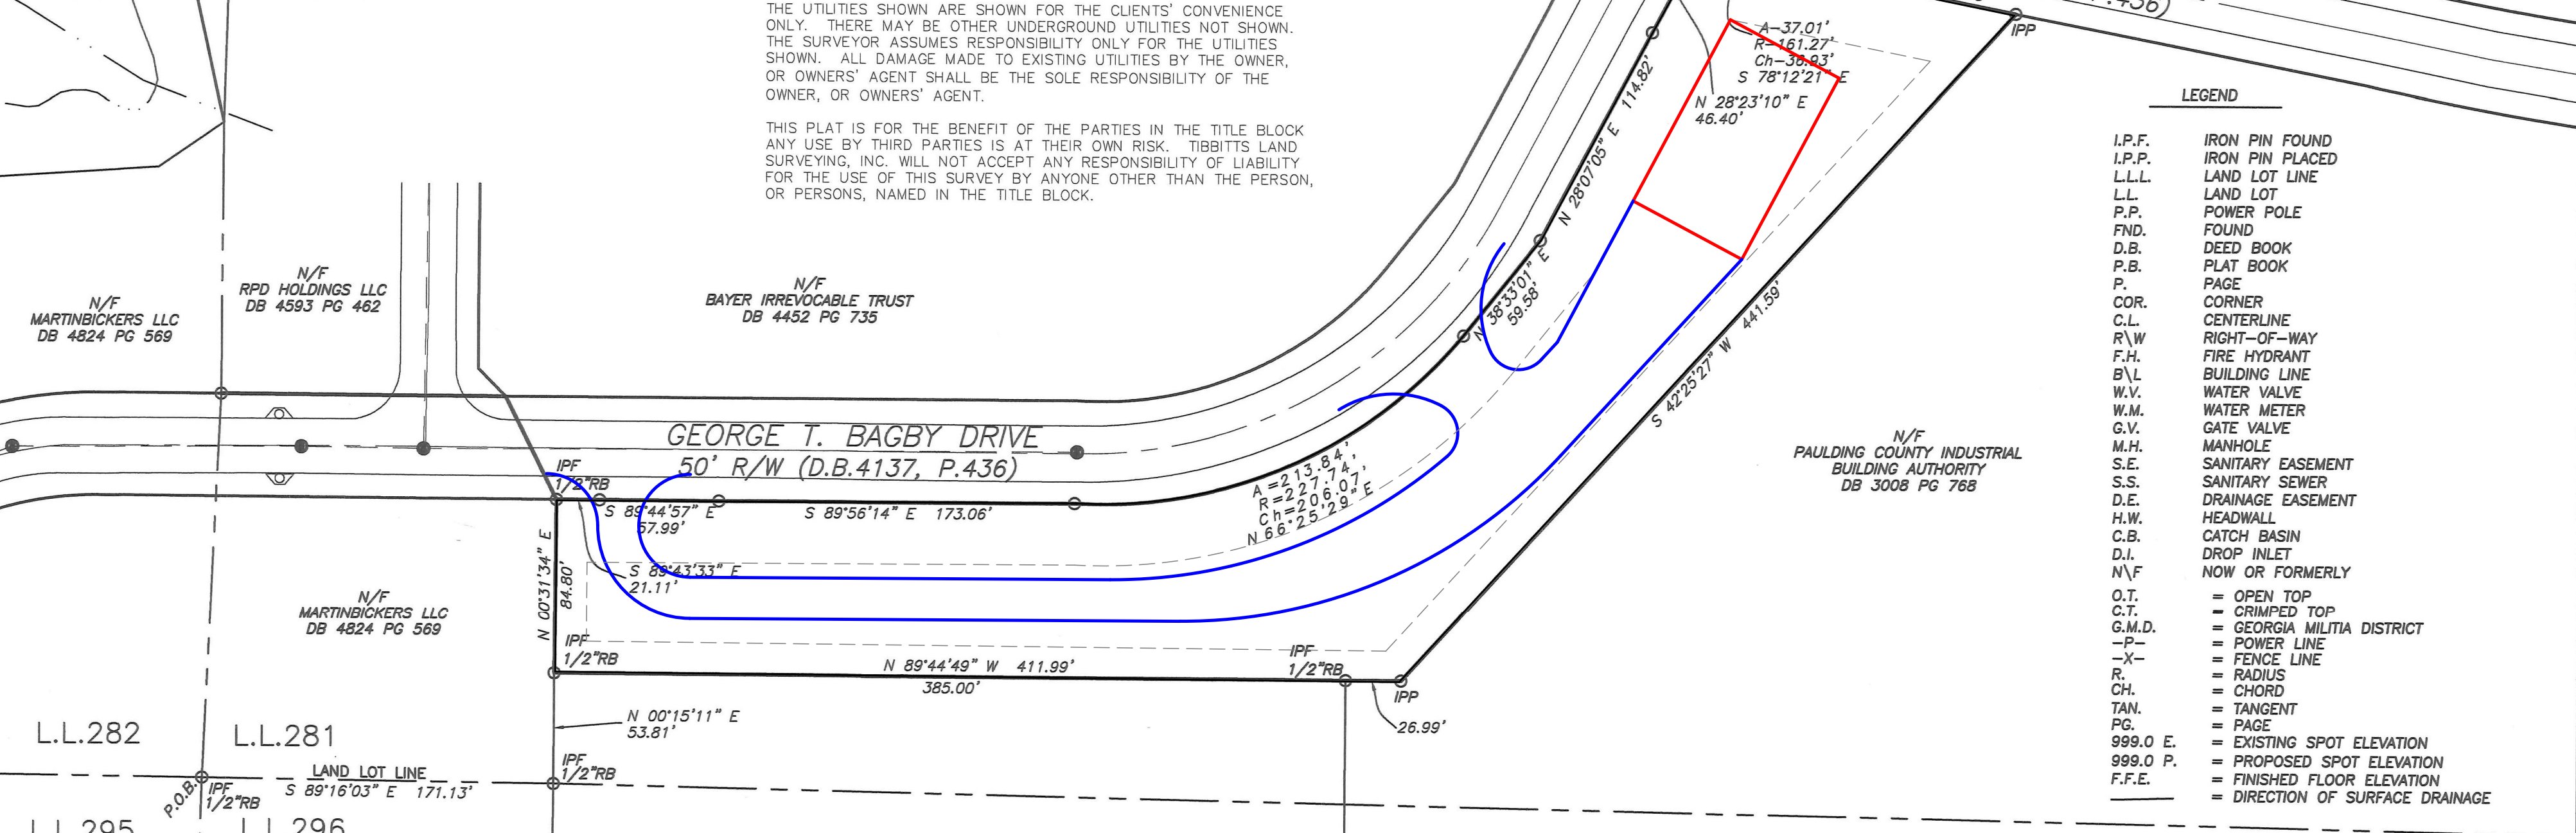 THE UTILITIES SHOWN ARE SHOWN FOR THE CLIENTS' CONVENIENCE
ONLY. THERE MAY BE OTHER UNDERGROUND UTILITIES NOT SHOWN.
THE SURVEYOR ASSUMES RESPONSIBILITY ONLY FOR THE UTILITIES
SHOWN. ALL DAMAGE MADE TO EXISTING UTILITIES BY THE OWNER,
OR OWNERS' AGENT SHALL BE THE SOLE RESPONSIBILITY OF THE
OWNER, OR OWNERS' AGENT.
THIS PLAT IS FOR THE BENEFIT OF THE PARTIES IN THE TITLE BLOCK
ANY USE BY THIRD PARTIES IS AT THEIR OWN RISK. TIBBITTS LAND
SURVEYING, INC. WILL NOT ACCEPT ANY RESPONSIBILITY OF LIABILITY
FOR THE USE OF THIS SURVEY BY ANYONE OTHER THAN THE PERSON,
OR PERSONS, NAMED IN THE TITLE BLOCK.
A-37.01'
R-161.27'
Ch-36.93'
S 78°12'21" E
N 28°23'10" E
46.40'
IPP
N 28°07'05" E 114.82'
N 38°33'01" E
59.58'
S 42°25'27" W 441.59'
N/F
MARTINBICKERS LLC
DB 4824 PG 569
N/F
RPD HOLDINGS LLC
DB 4593 PG 462
N/F
BAYER IRREVOCABLE TRUST
DB 4452 PG 735
GEORGE T. BAGBY DRIVE
50' R/W (D.B.4137, P.436)
IPF
1/2"RB
S 89°44'57" E
57.99'
S 89°56'14" E 173.06'
A =213.84,'
R=227.74,'
Ch=206.07'
N 66°25'29"E
S 89°43'33" E
21.11'
N 00°31'34" E
84.80'
N/F
MARTINBICKERS LLC
DB 4824 PG 569
N/F
PAULDING COUNTY INDUSTRIAL
BUILDING AUTHORITY
DB 3008 PG 768
IPF
1/2"RB
N 89°44'49" W 411.99'
385.00'
IPF
1/2"RB
IPP
26.99'
N 00°15'11" E
53.81'
L.L.282
L.L.281
IPF
1/2"RB
LAND LOT LINE
S 89°16'03" E 171.13'
P.O.B.
IPF
1/2"RB
L.L.295
L.L.296
LEGEND
I.P.F. IRON PIN FOUND
I.P.P. IRON PIN PLACED
L.L.L. LAND LOT LINE
L.L. LAND LOT
P.P. POWER POLE
FND. FOUND
D.B. DEED BOOK
P.B. PLAT BOOK
P. PAGE
COR. CORNER
C.L. CENTERLINE
R\W RIGHT-OF-WAY
F.H. FIRE HYDRANT
B\L BUILDING LINE
W.V. WATER VALVE
W.M. WATER METER
G.V. GATE VALVE
M.H. MANHOLE
S.E. SANITARY EASEMENT
S.S. SANITARY SEWER
D.E. DRAINAGE EASEMENT
H.W. HEADWALL
C.B. CATCH BASIN
D.I. DROP INLET
N\F NOW OR FORMERLY
O.T. = OPEN TOP
C.T. = CRIMPED TOP
G.M.D. = GEORGIA MILITIA DISTRICT
-P- = POWER LINE
-X- = FENCE LINE
R. = RADIUS
CH. = CHORD
TAN. = TANGENT
PG. = PAGE
999.0 E. = EXISTING SPOT ELEVATION
999.0 P. = PROPOSED SPOT ELEVATION
F.F.E. = FINISHED FLOOR ELEVATION
= DIRECTION OF SURFACE DRAINAGE